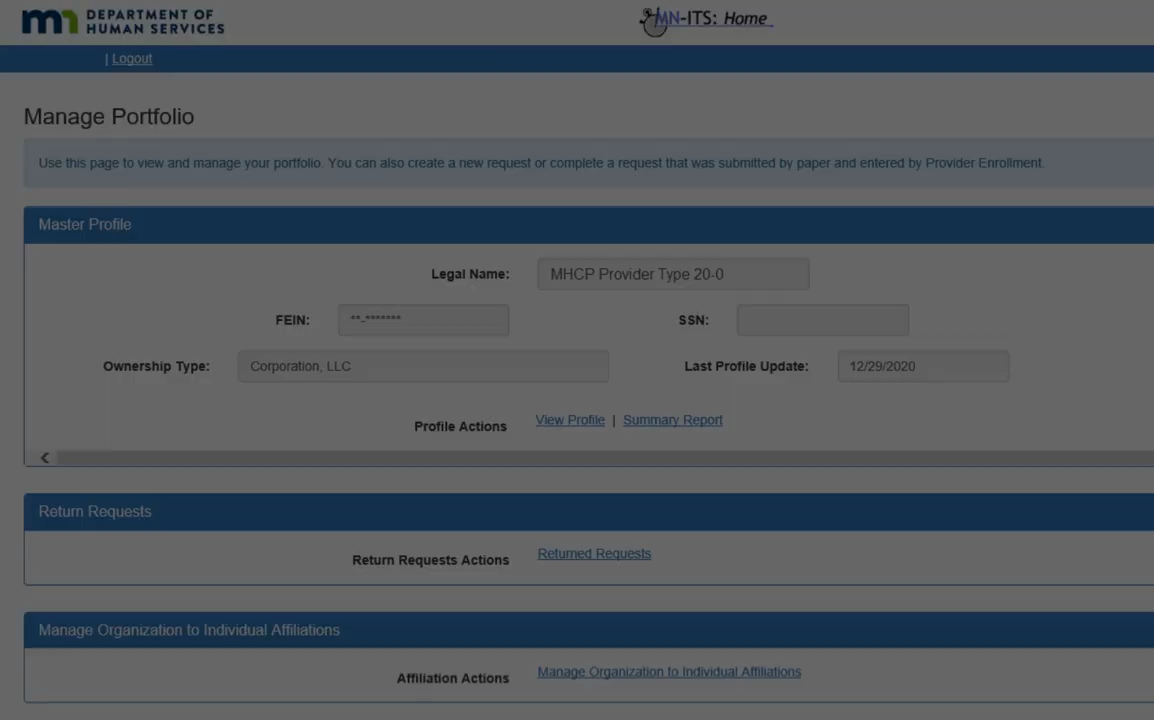 mn DEPARTMENT OF
HUMAN SERVICES
MN-ITS: Home
| Logout
Manage Portfolio
Use this page to view and manage your portfolio. You can also create a new request or complete a request that was submitted by paper and entered by Provider Enrollment.
Master Profile
Legal Name: MHCP Provider Type 20-0
FEIN: **-******* SSN:
Ownership Type: Corporation, LLC Last Profile Update: 12/29/2020
Profile Actions View Profile | Summary Report
Return Requests
Return Requests Actions Returned Requests
Manage Organization to Individual Affiliations
Affiliation Actions Manage Organization to Individual Affiliations